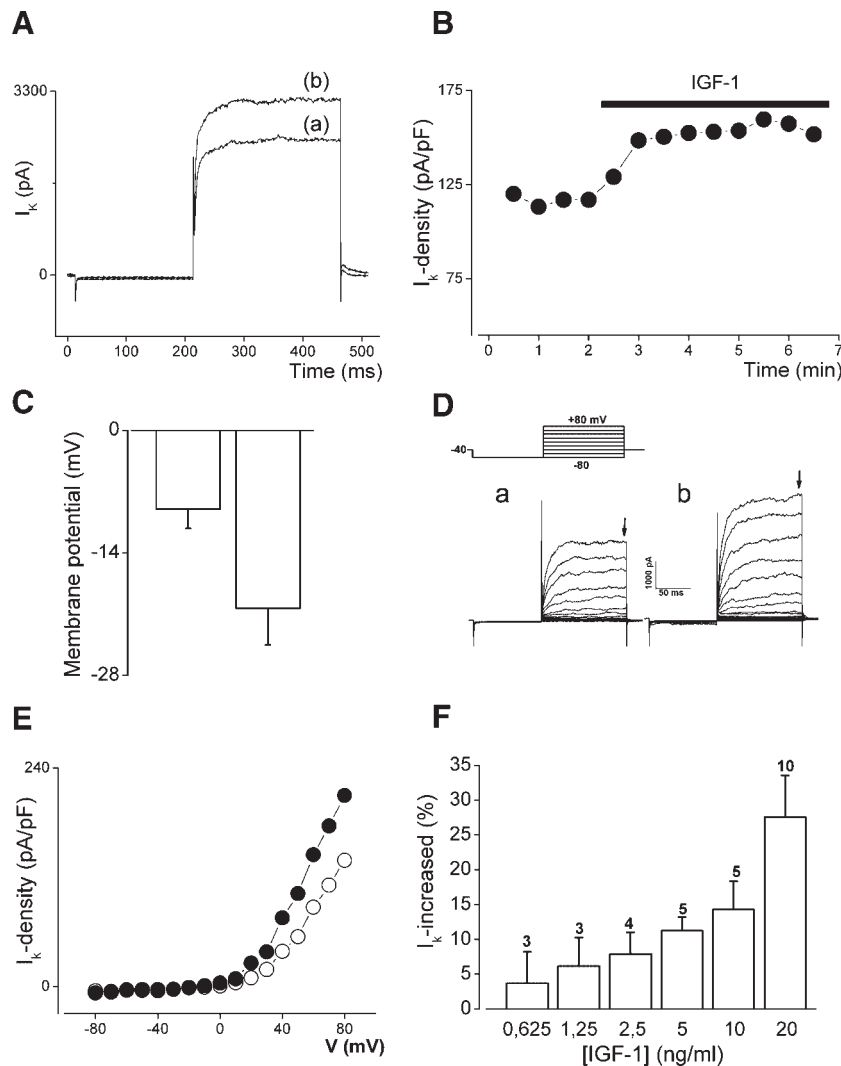 A
3300
(b)
(a)
I_K (pA)
0
0 100 200 300 400 500
Time (ms)
B
IGF-1
175
125
75
I_k-density (pA/pF)
0 1 2 3 4 5 6 7
Time (min)
C
0
-14
-28
Membrane potential (mV)
D
+80 mV
-40
-80
a
b
1000 pA
50 ms
E
240
0
I_k-density (pA/pF)
-80 -40 0 40 80
V (mV)
F
35
30
25
20
15
10
5
0
I_k-increased (%)
3 3 4 5 5 10
0,625 1,25 2,5 5 10 20
[IGF-1] (ng/ml)